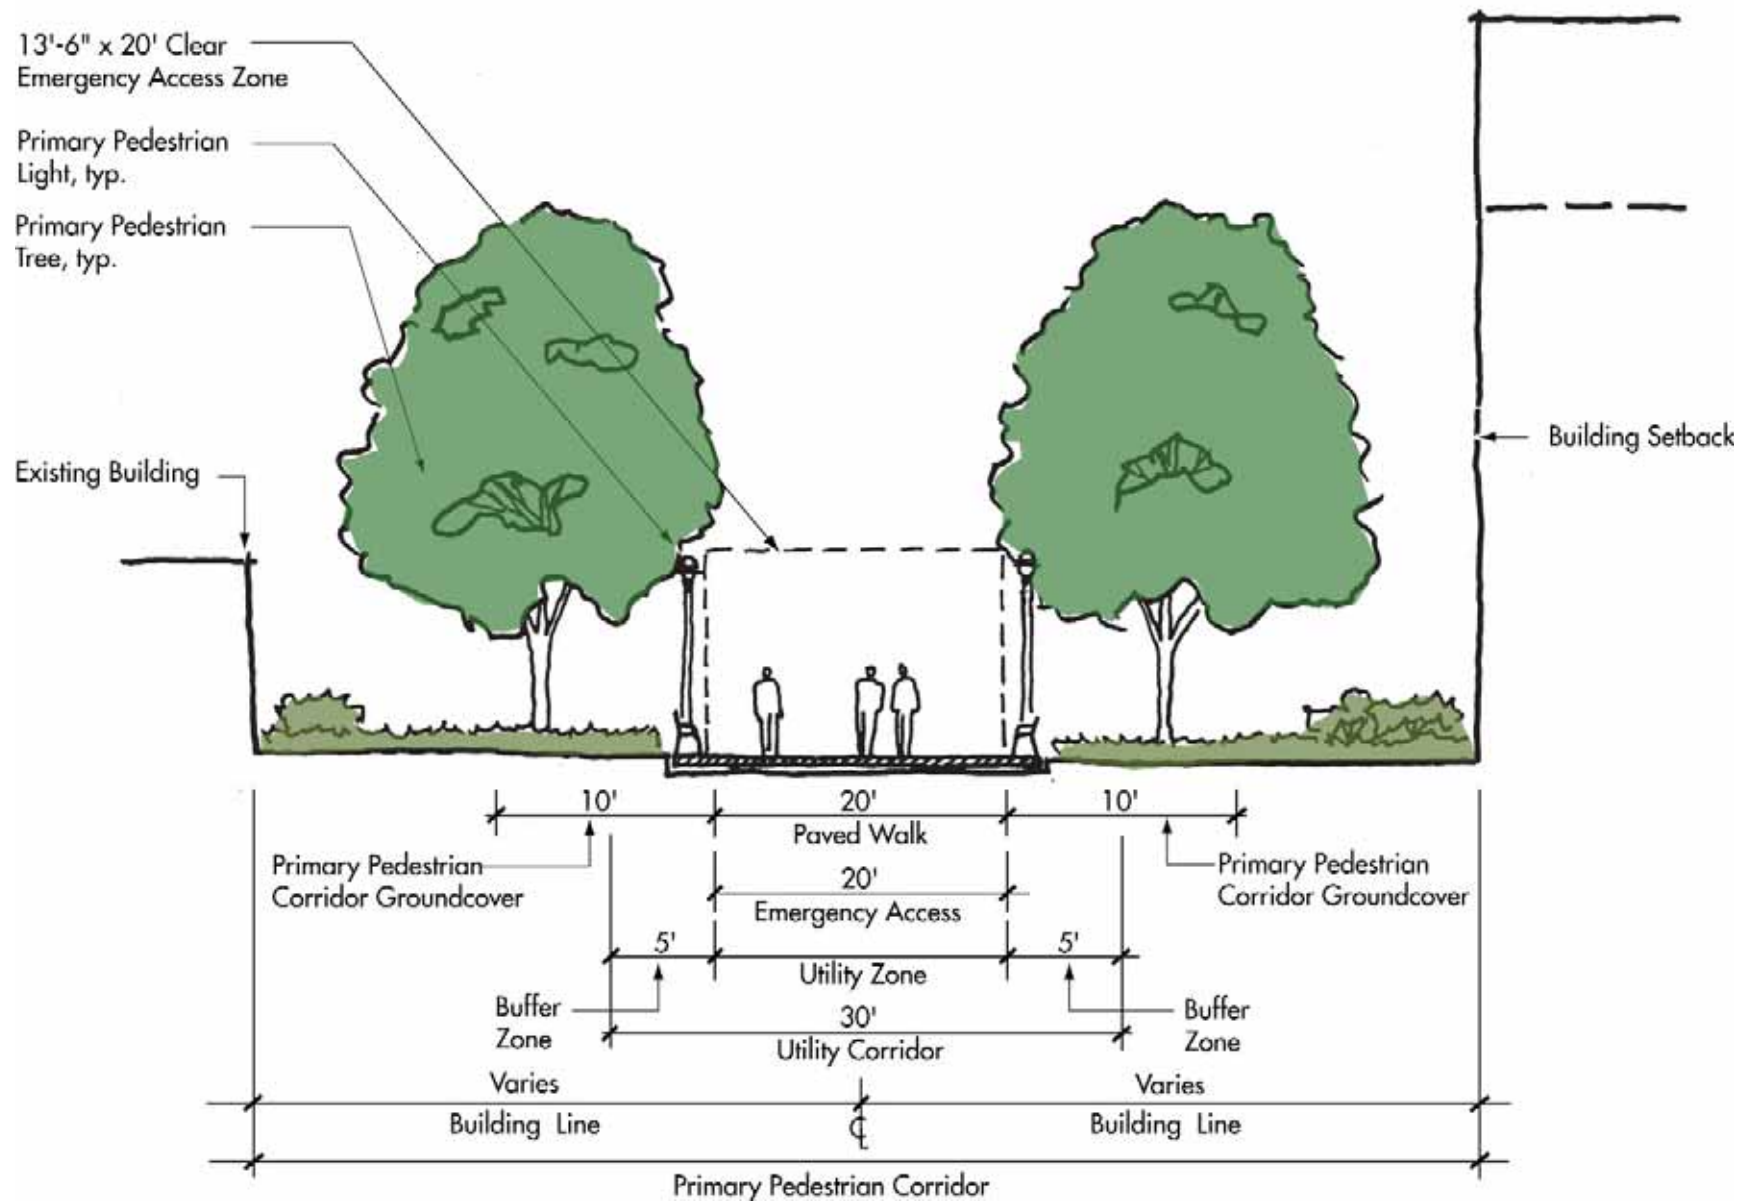 13'-6" x 20' Clear
Emergency Access Zone
Primary Pedestrian
Light, typ.
Primary Pedestrian
Tree, typ.
Existing Building
Building Setback
10'
20'
10'
Paved Walk
Primary Pedestrian
Corridor Groundcover
Primary Pedestrian
Corridor Groundcover
20'
Emergency Access
5'
5'
Utility Zone
Buffer
Zone
Buffer
Zone
30'
Utility Corridor
Varies
Varies
Building Line
℄
Building Line
Primary Pedestrian Corridor